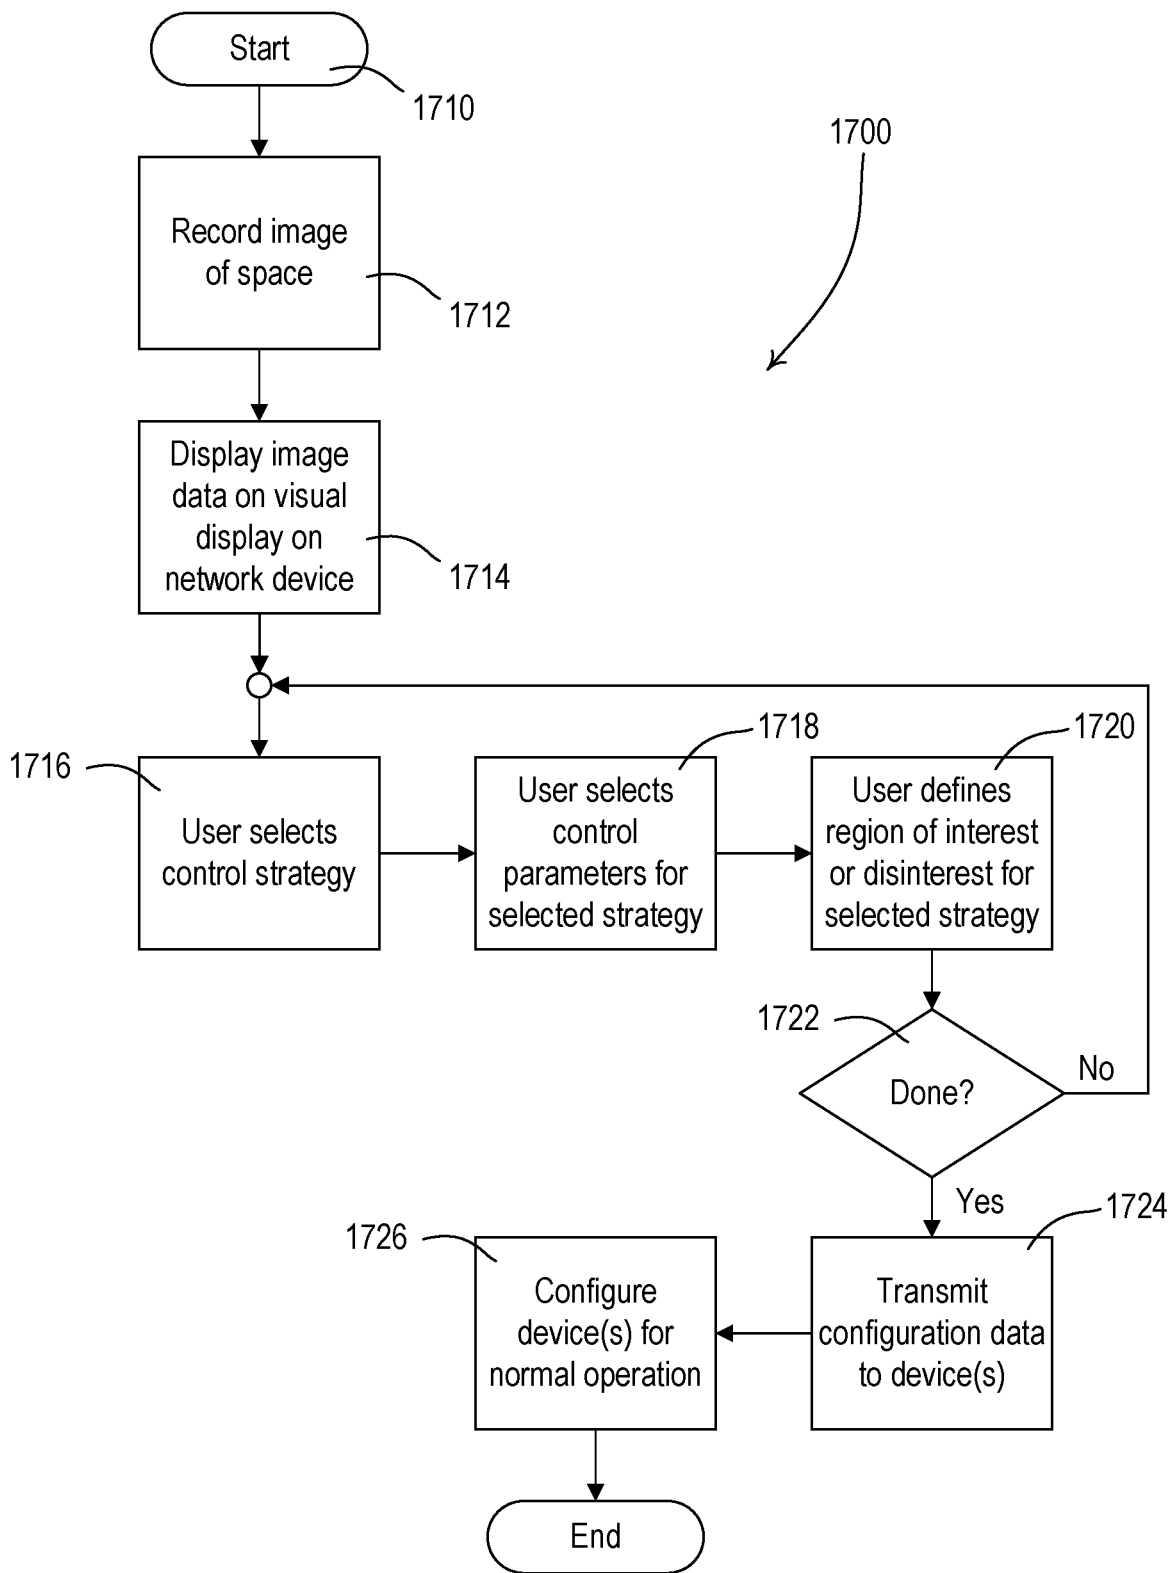 Start
1710
1700
Record image
of space
1712
Display image
data on visual
display on
network device
1714
1716
User selects
control strategy
1718
User selects
control
parameters for
selected strategy
1720
User defines
region of interest
or disinterest for
selected strategy
1722
Done?
No
Yes
1724
Transmit
configuration data
to device(s)
1726
Configure
device(s) for
normal operation
End